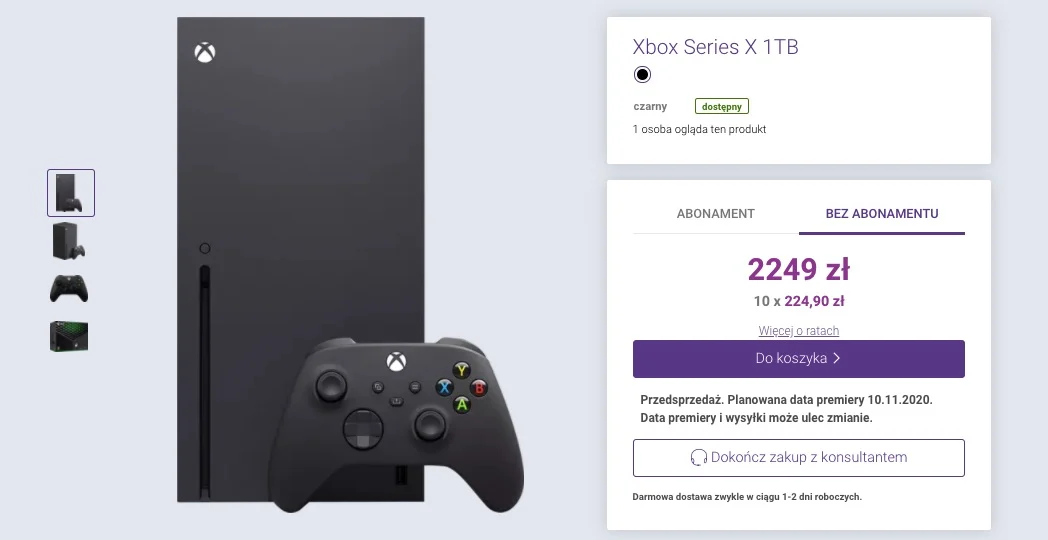 Xbox Series X 1TB
czarny
dostępny
1 osoba ogląda ten produkt
ABONAMENT
BEZ ABONAMENTU
2249 zł
10 x 224,90 zł
Więcej o ratach
Do koszyka
Przedsprzedaż. Planowana data premiery 10.11.2020.
Data premiery i wysyłki może ulec zmianie.
Dokończ zakup z konsultantem
Darmowa dostawa zwykle w ciągu 1-2 dni roboczych.
Y
X
B
A